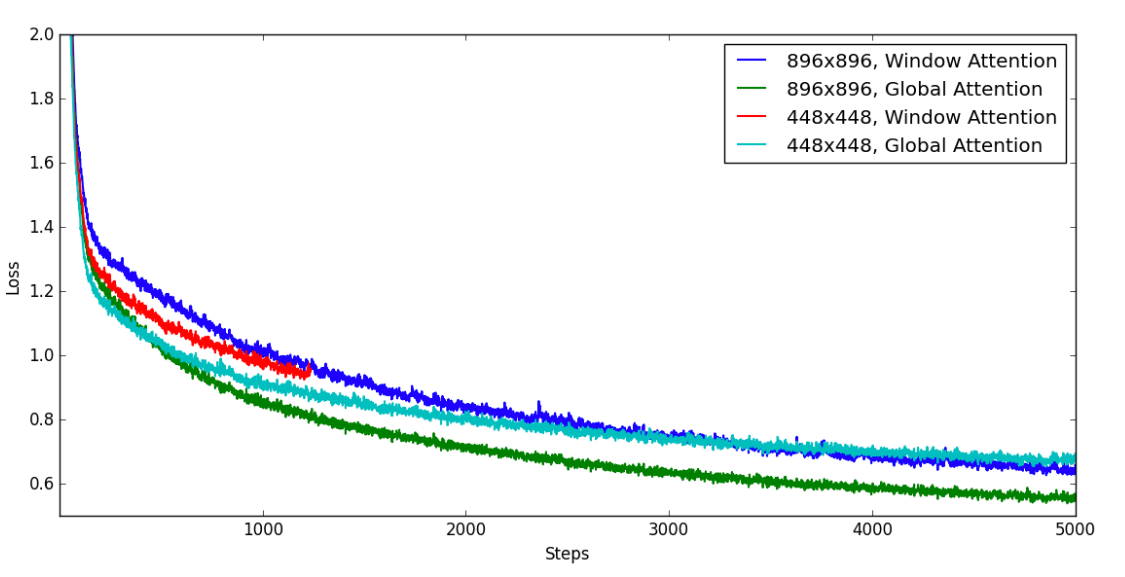 2.0
1.8
1.6
1.4
1.2
1.0
0.8
0.6
Loss
896x896, Window Attention
896x896, Global Attention
448x448, Window Attention
448x448, Global Attention
1000 2000 3000 4000 5000
Steps